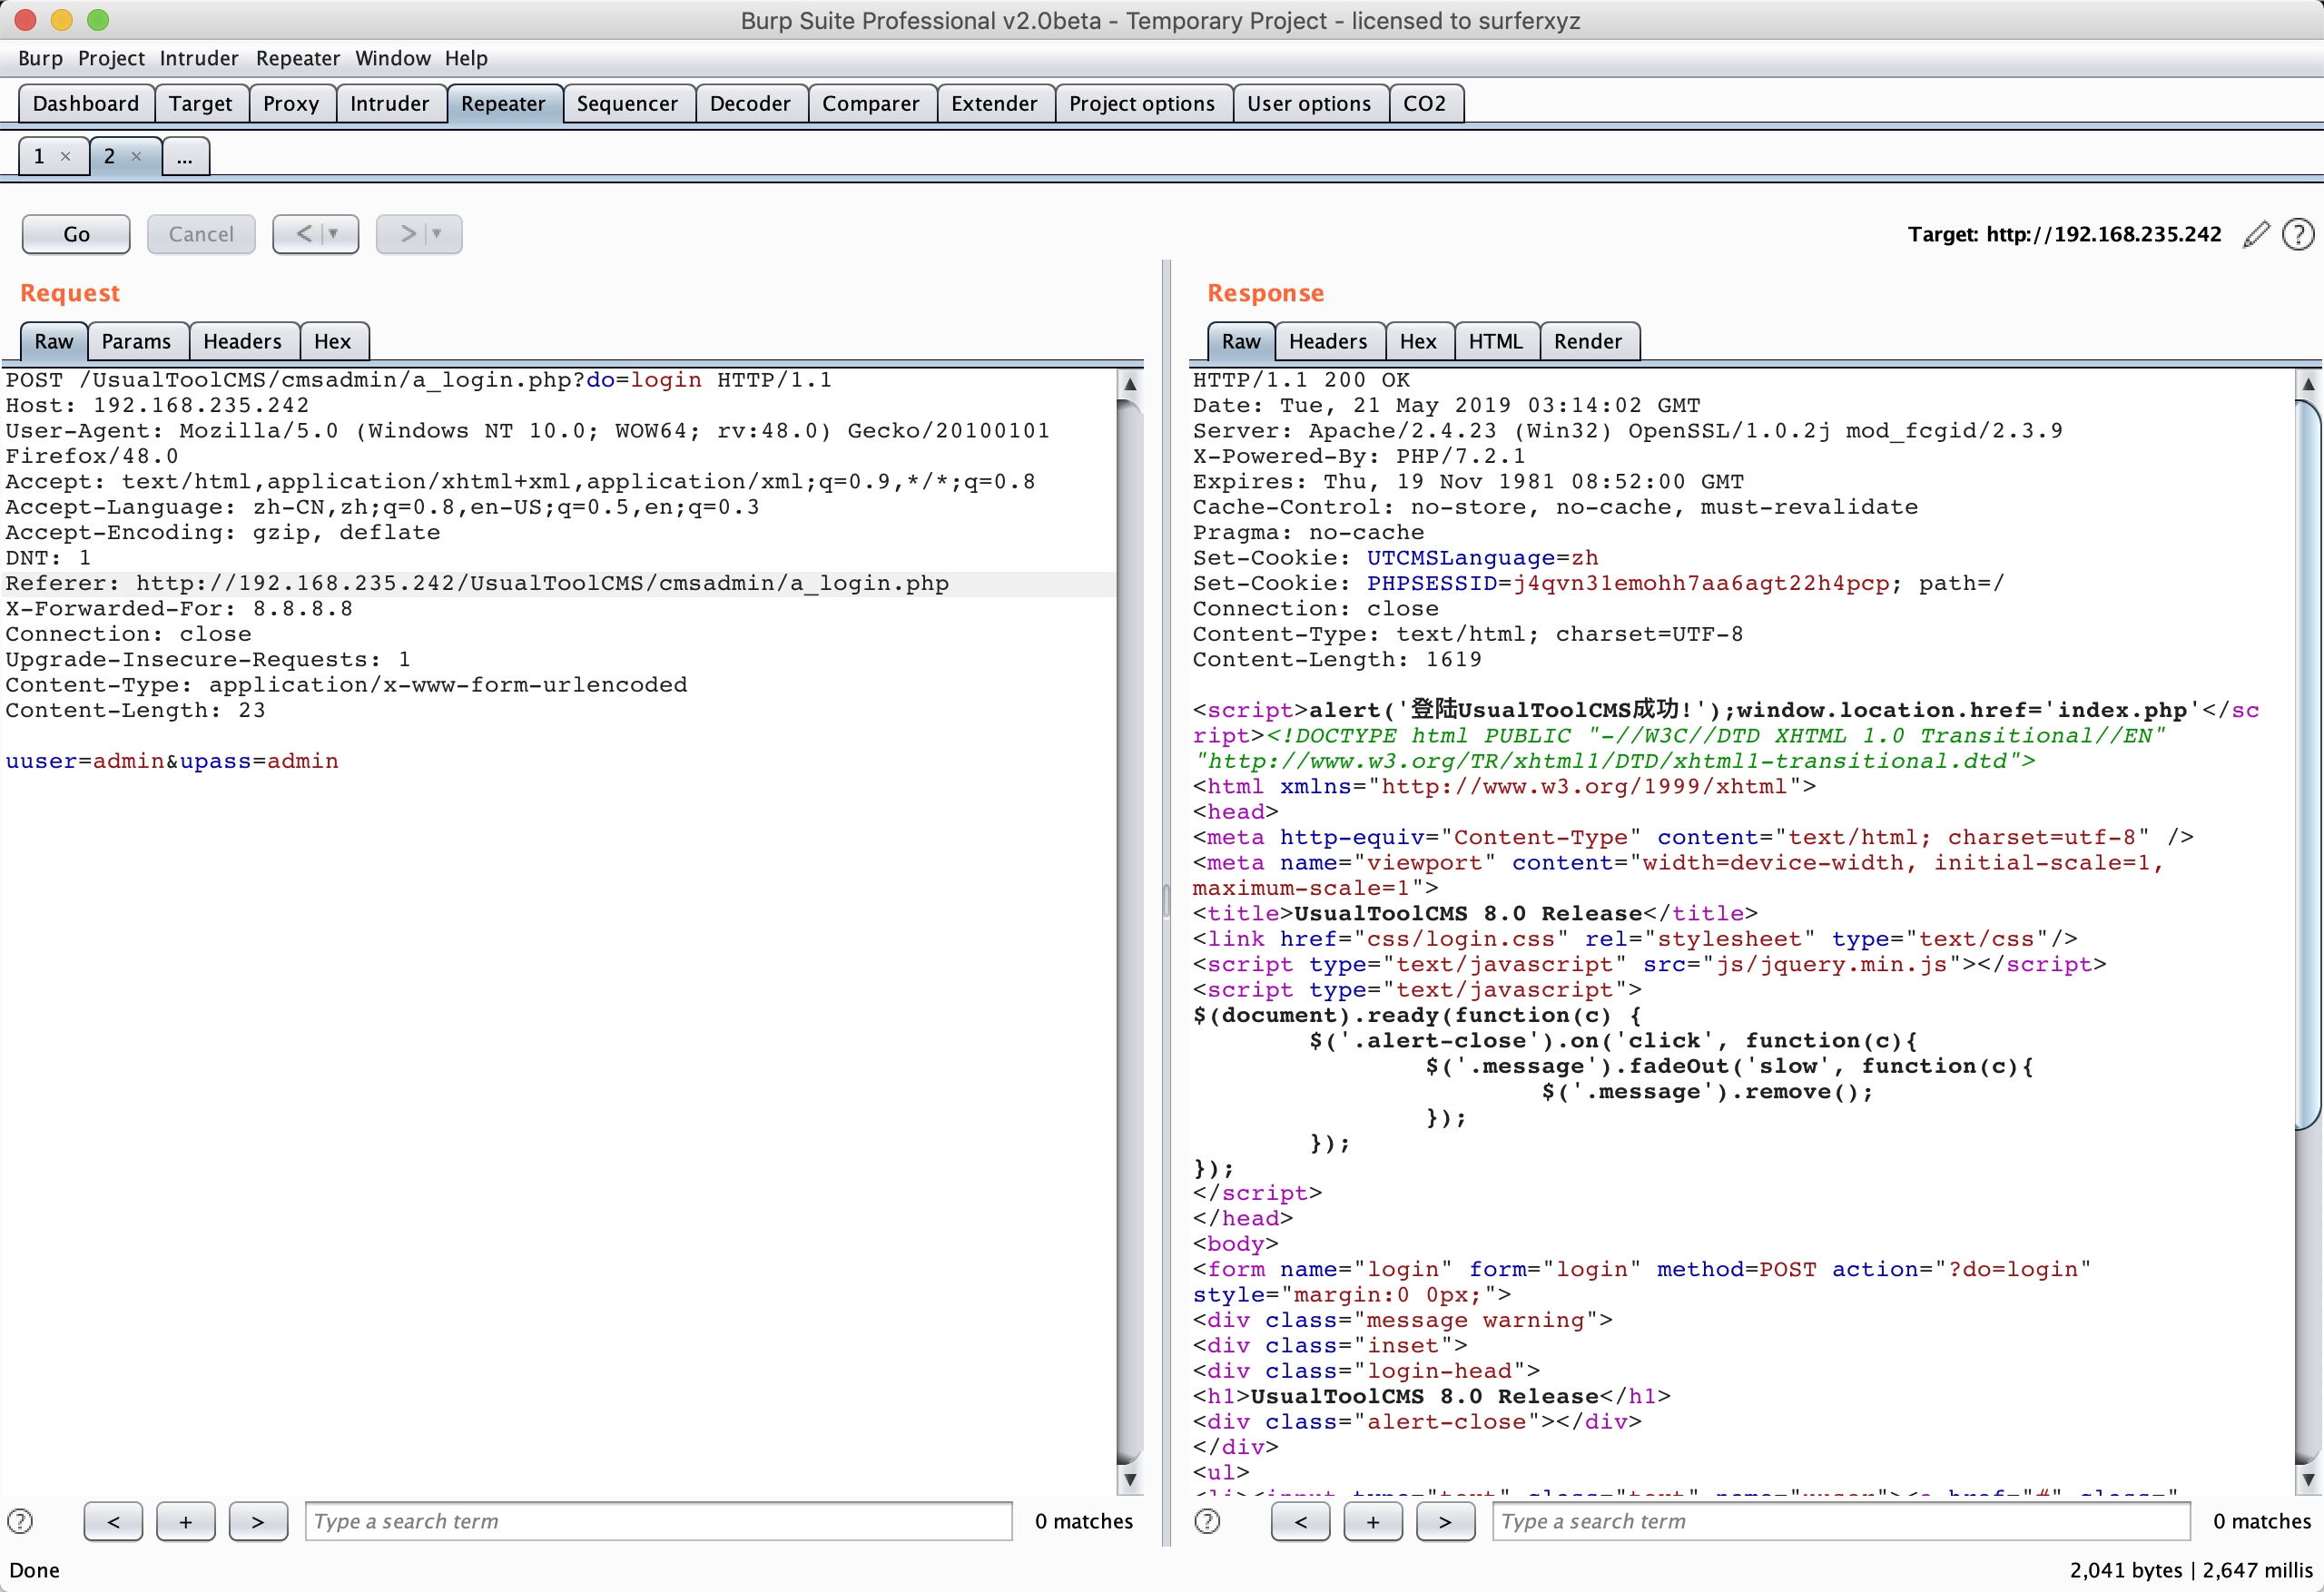 Burp Suite Professional v2.0beta - Temporary Project - licensed to surferxyz
Burp Project Intruder Repeater Window Help
Dashboard Target Proxy Intruder Repeater Sequencer Decoder Comparer Extender Project options User options CO2
1 × 2 × ...
Go Cancel < | ▼ > | ▼ Target: http://192.168.235.242 ?
Request
Raw Params Headers Hex
POST /UsualToolCMS/cmsadmin/a_login.php?do=login HTTP/1.1
Host: 192.168.235.242
User-Agent: Mozilla/5.0 (Windows NT 10.0; WOW64; rv:48.0) Gecko/20100101
Firefox/48.0
Accept: text/html,application/xhtml+xml,application/xml;q=0.9,*/*;q=0.8
Accept-Language: zh-CN,zh;q=0.8,en-US;q=0.5,en;q=0.3
Accept-Encoding: gzip, deflate
DNT: 1
Referer: http://192.168.235.242/UsualToolCMS/cmsadmin/a_login.php
X-Forwarded-For: 8.8.8.8
Connection: close
Upgrade-Insecure-Requests: 1
Content-Type: application/x-www-form-urlencoded
Content-Length: 23
uuser=admin&upass=admin
? < + > Type a search term 0 matches
Response
Raw Headers Hex HTML Render
HTTP/1.1 200 OK
Date: Tue, 21 May 2019 03:14:02 GMT
Server: Apache/2.4.23 (Win32) OpenSSL/1.0.2j mod_fcgid/2.3.9
X-Powered-By: PHP/7.2.1
Expires: Thu, 19 Nov 1981 08:52:00 GMT
Cache-Control: no-store, no-cache, must-revalidate
Pragma: no-cache
Set-Cookie: UTCMSLanguage=zh
Set-Cookie: PHPSESSID=j4qvn31emohh7aa6agt22h4pcp; path=/
Connection: close
Content-Type: text/html; charset=UTF-8
Content-Length: 1619
<script>alert('登陆UsualToolCMS成功!');window.location.href='index.php'</sc
ript><!DOCTYPE html PUBLIC "-//W3C//DTD XHTML 1.0 Transitional//EN"
"http://www.w3.org/TR/xhtml1/DTD/xhtml1-transitional.dtd">
<html xmlns="http://www.w3.org/1999/xhtml">
<head>
<meta http-equiv="Content-Type" content="text/html; charset=utf-8" />
<meta name="viewport" content="width=device-width, initial-scale=1,
maximum-scale=1">
<title>UsualToolCMS 8.0 Release</title>
<link href="css/login.css" rel="stylesheet" type="text/css"/>
<script type="text/javascript" src="js/jquery.min.js"></script>
<script type="text/javascript">
$(document).ready(function(c) {
$('.alert-close').on('click', function(c){
$('.message').fadeOut('slow', function(c){
$('.message').remove();
});
});
});
</script>
</head>
<body>
<form name="login" form="login" method=POST action="?do=login"
style="margin:0 0px;">
<div class="message warning">
<div class="inset">
<div class="login-head">
<h1>UsualToolCMS 8.0 Release</h1>
<div class="alert-close"></div>
</div>
<ul>
<li><input type="text" class="text" name="uuser"><a href="#" class="
? < + > Type a search term 0 matches
Done 2,041 bytes | 2,647 millis